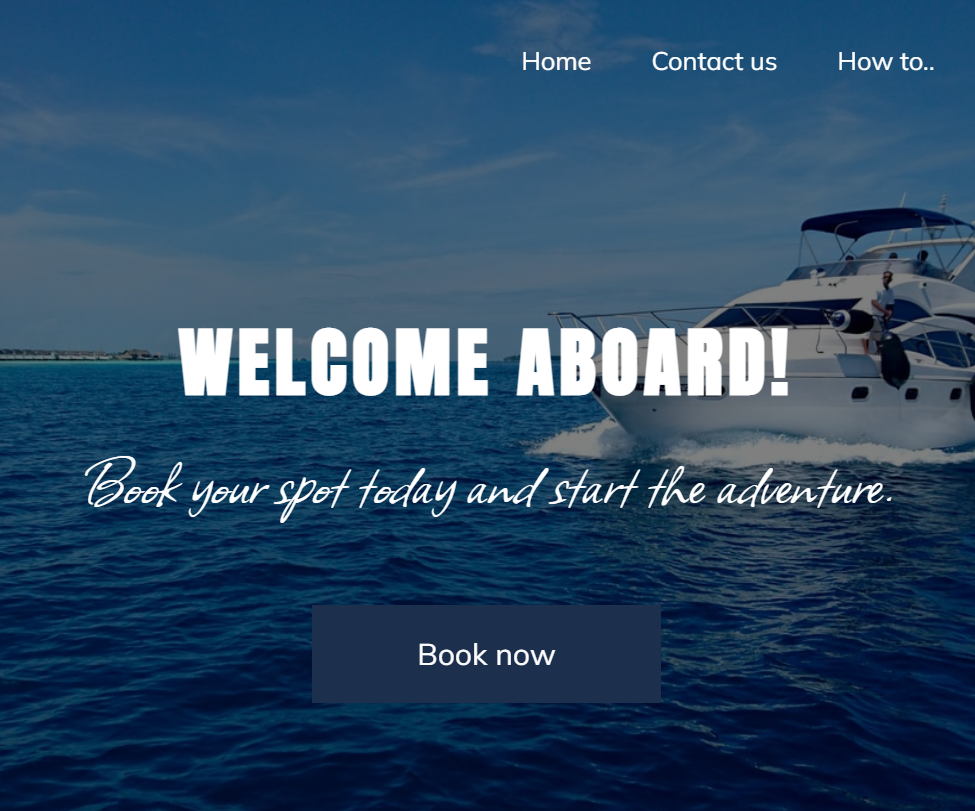 Home Contact us How to..
WELCOME ABOARD!
Book your spot today and start the adventure.
Book now